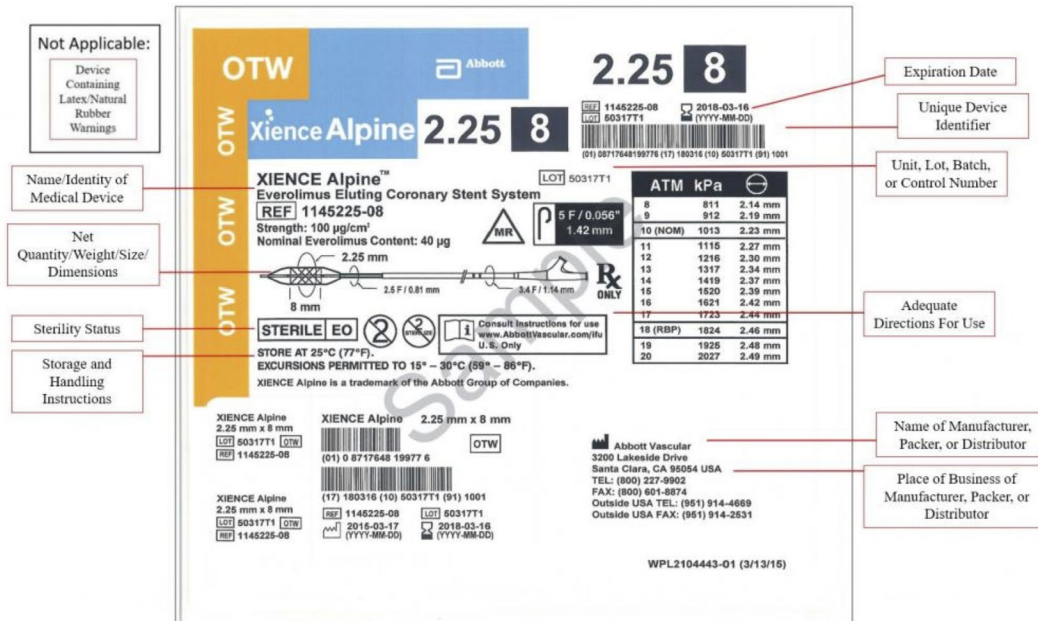 Not Applicable:
Device
Containing
Latex/Natural
Rubber
Warnings
Name/Identity of
Medical Device
Net
Quantity/Weight/Size/
Dimensions
Sterility Status
Storage and
Handling
Instructions
OTW
OTW
OTW
OTW
OTW
Abbott
Xience Alpine 2.25 8
2.25 8
REF 1145225-08 2018-03-16
LOT 50317T1 (YYYY-MM-DD)
(01) 08717648199776 (17) 180316 (10) 50317T1 (91) 1001
XIENCE Alpine™
LOT 50317T1
Everolimus Eluting Coronary Stent System
REF 1145225-08
Strength: 100 µg/cm²
Nominal Everolimus Content: 40 µg
MR
5 F / 0.056"
1.42 mm
2.25 mm
8 mm
2.5 F / 0.81 mm
3.4 F / 1.14 mm
Rx
ONLY
STERILE EO
2
2
STERILIZE
i
Consult instructions for use
www.AbbottVascular.com/ifu
U.S. Only
STORE AT 25°C (77°F).
EXCURSIONS PERMITTED TO 15° – 30°C (59° – 86°F).
XIENCE Alpine is a trademark of the Abbott Group of Companies.
ATM kPa
8 811 2.14 mm
9 912 2.19 mm
10 (NOM) 1013 2.23 mm
11 1115 2.27 mm
12 1216 2.30 mm
13 1317 2.34 mm
14 1419 2.37 mm
15 1520 2.39 mm
16 1621 2.42 mm
17 1723 2.44 mm
18 (RBP) 1824 2.46 mm
19 1925 2.48 mm
20 2027 2.49 mm
Sample
XIENCE Alpine
2.25 mm x 8 mm
LOT 50317T1 OTW
REF 1145225-08
XIENCE Alpine
2.25 mm x 8 mm
LOT 50317T1 OTW
REF 1145225-08
XIENCE Alpine 2.25 mm x 8 mm
OTW
(01) 0 8717648 19977 6
(17) 180316 (10) 50317T1 (91) 1001
REF 1145225-08 LOT 50317T1
2015-03-17 2018-03-16
(YYYY-MM-DD) (YYYY-MM-DD)
Abbott Vascular
3200 Lakeside Drive
Santa Clara, CA 95054 USA
TEL: (800) 227-9902
FAX: (800) 601-8874
Outside USA TEL: (951) 914-4669
Outside USA FAX: (951) 914-2531
WPL2104443-01 (3/13/15)
Expiration Date
Unique Device
Identifier
Unit, Lot, Batch,
or Control Number
Adequate
Directions For Use
Name of Manufacturer,
Packer, or Distributor
Place of Business of
Manufacturer, Packer, or
Distributor